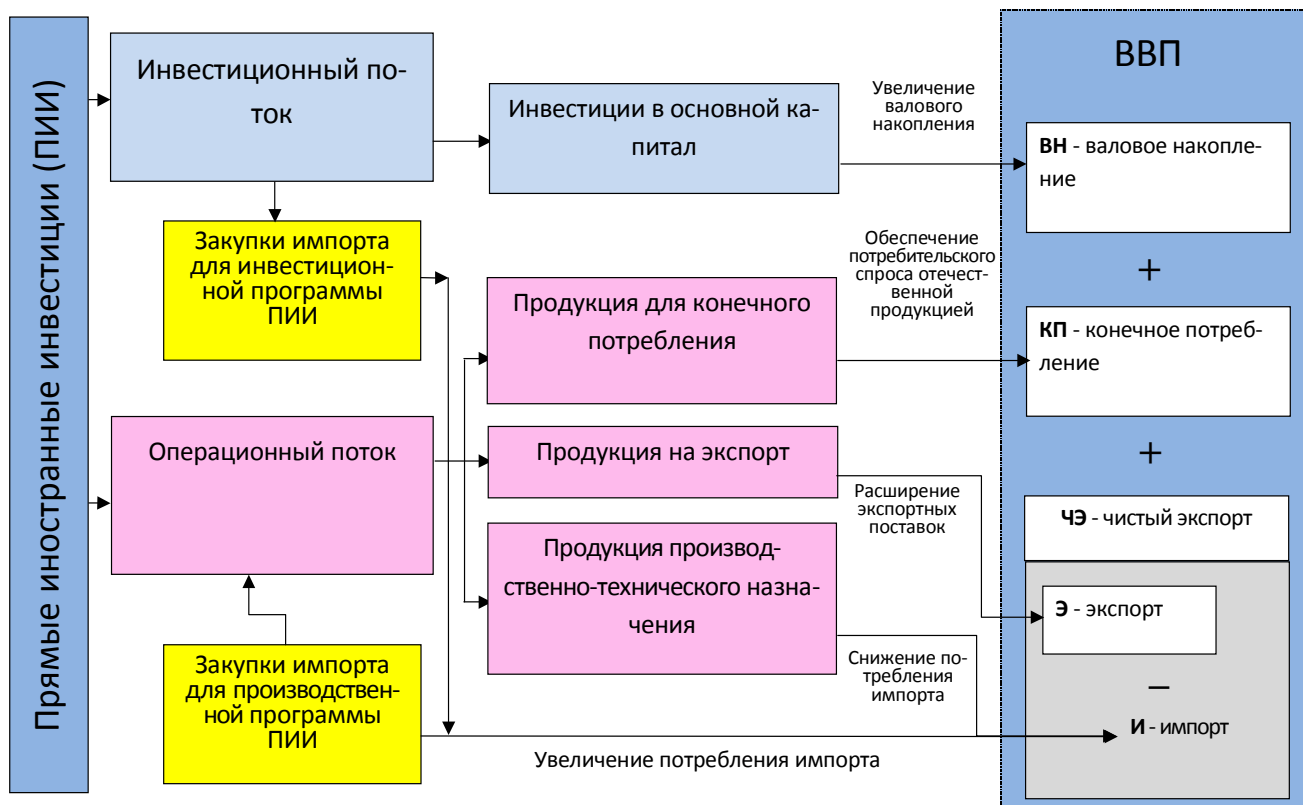 Прямые иностранные инвестиции (ПИИ)
Инвестиционный по-
ток
Инвестиции в основной ка-
питал
Увеличение
валового
накопления
ВВП
ВН - валовое накопле-
ние
+
Закупки импорта
для инвестицион-
ной программы
ПИИ
Продукция для конечного
потребления
Обеспечение
потребительского
спроса отечест-
венной
продукцией
КП - конечное потреб-
ление
+
Операционный поток
Продукция на экспорт
Расширение
экспортных
поставок
ЧЭ - чистый экспорт
Продукция производ-
ственно-технического назна-
чения
Э - экспорт
–
Закупки импорта
для производствен-
ной программы
ПИИ
Снижение по-
требления
импорта
И - импорт
Увеличение потребления импорта